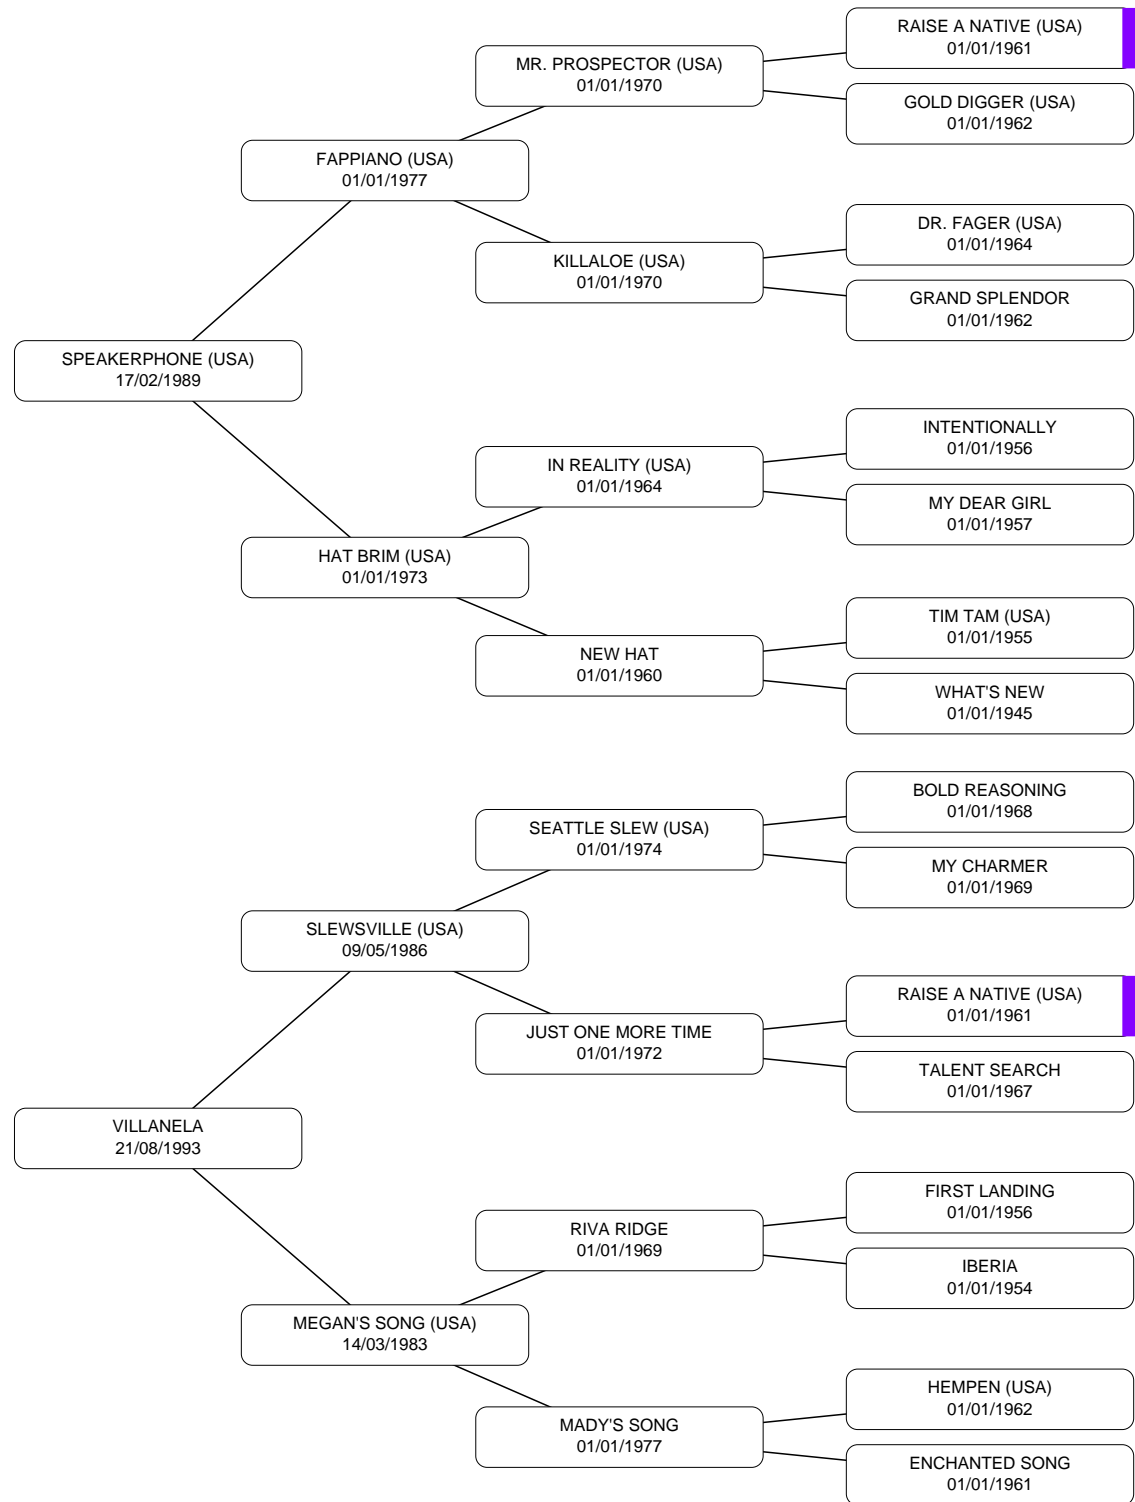 RAISE A NATIVE (USA)
01/01/1961
MR. PROSPECTOR (USA)
01/01/1970
GOLD DIGGER (USA)
01/01/1962
FAPPIANO (USA)
01/01/1977
DR. FAGER (USA)
01/01/1964
KILLALOE (USA)
01/01/1970
GRAND SPLENDOR
01/01/1962
SPEAKERPHONE (USA)
17/02/1989
INTENTIONALLY
01/01/1956
IN REALITY (USA)
01/01/1964
MY DEAR GIRL
01/01/1957
HAT BRIM (USA)
01/01/1973
TIM TAM (USA)
01/01/1955
NEW HAT
01/01/1960
WHAT'S NEW
01/01/1945
BOLD REASONING
01/01/1968
SEATTLE SLEW (USA)
01/01/1974
MY CHARMER
01/01/1969
SLEWSVILLE (USA)
09/05/1986
RAISE A NATIVE (USA)
01/01/1961
JUST ONE MORE TIME
01/01/1972
TALENT SEARCH
01/01/1967
VILLANELA
21/08/1993
FIRST LANDING
01/01/1956
RIVA RIDGE
01/01/1969
IBERIA
01/01/1954
MEGAN'S SONG (USA)
14/03/1983
HEMPEN (USA)
01/01/1962
MADY'S SONG
01/01/1977
ENCHANTED SONG
01/01/1961